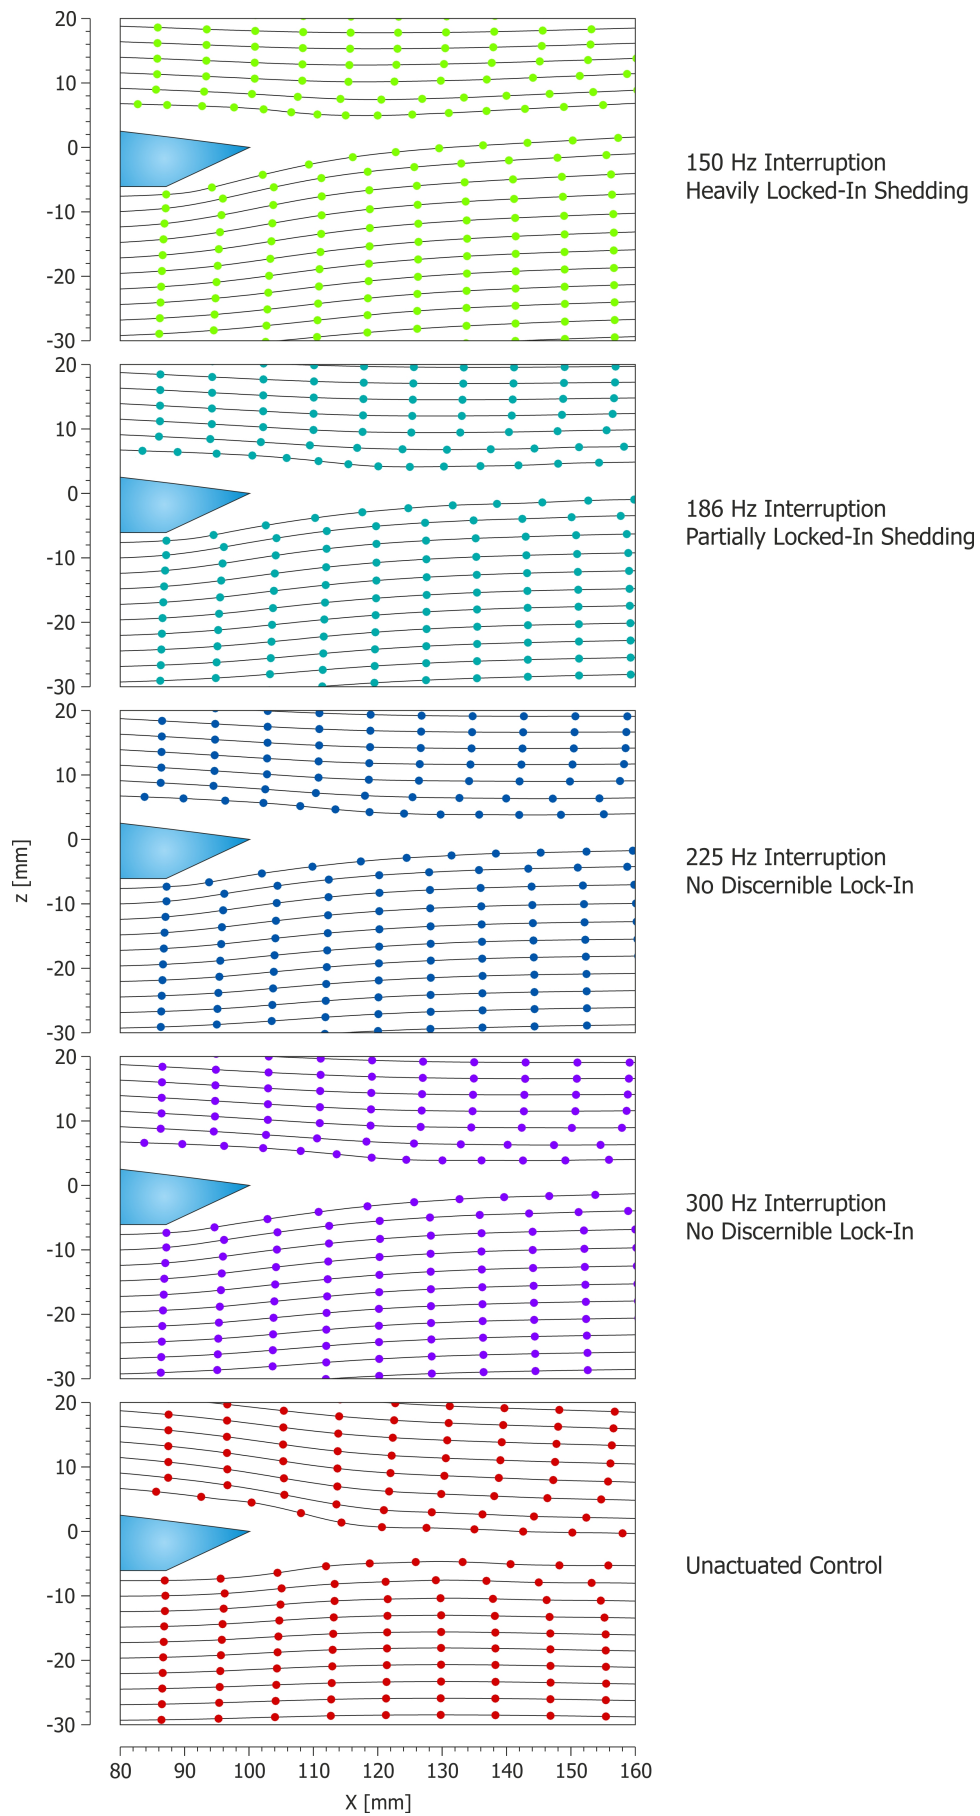 20
10
0
-10
-20
-30
150 Hz Interruption
Heavily Locked-In Shedding
20
10
0
-10
-20
-30
186 Hz Interruption
Partially Locked-In Shedding
20
10
0
-10
-20
-30
z [mm]
225 Hz Interruption
No Discernible Lock-In
20
10
0
-10
-20
-30
300 Hz Interruption
No Discernible Lock-In
20
10
0
-10
-20
-30
Unactuated Control
80 90 100 110 120 130 140 150 160
X [mm]